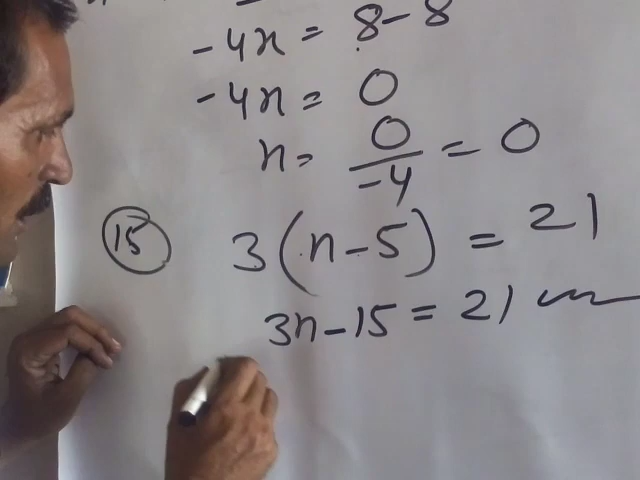 -4x = 8-8
-4x = 0
x = 0/-4 = 0
(15) 3(x-5) = 21
3x-15 = 21